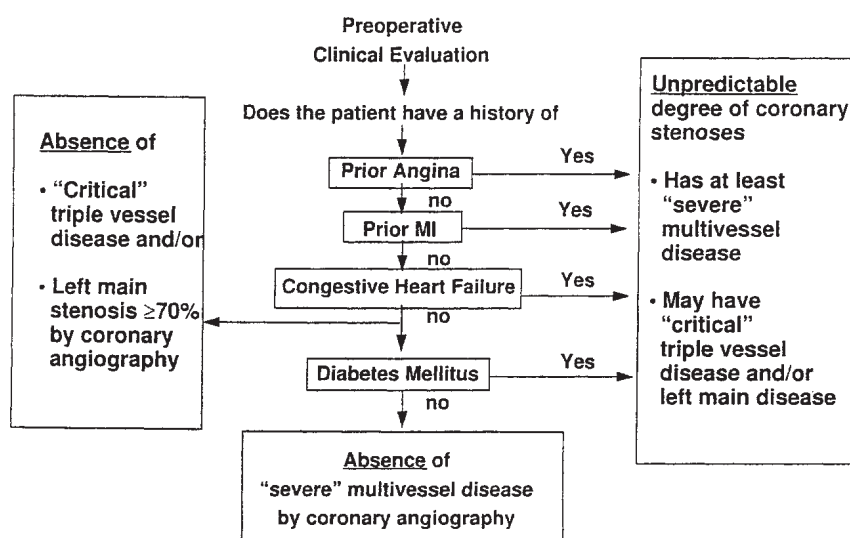 Preoperative
Clinical Evaluation
Does the patient have a history of
Prior Angina
Yes
no
Prior MI
Yes
no
Congestive Heart Failure
Yes
no
Diabetes Mellitus
Yes
no
Absence of
"severe" multivessel disease
by coronary angiography
Absence of
• "Critical"
triple vessel
disease and/or
• Left main
stenosis ≥70%
by coronary
angiography
Unpredictable
degree of coronary
stenoses
• Has at least
"severe"
multivessel
disease
• May have
"critical"
triple vessel
disease and/or
left main disease